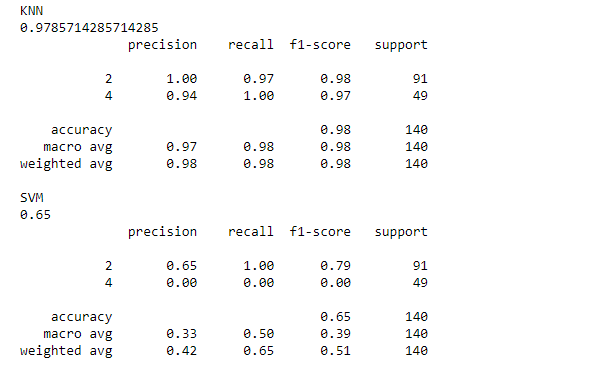 KNN
0.9785714285714285
precision recall f1-score support
2 1.00 0.97 0.98 91
4 0.94 1.00 0.97 49
accuracy 0.98 140
macro avg 0.97 0.98 0.98 140
weighted avg 0.98 0.98 0.98 140
SVM
0.65
precision recall f1-score support
2 0.65 1.00 0.79 91
4 0.00 0.00 0.00 49
accuracy 0.65 140
macro avg 0.33 0.50 0.39 140
weighted avg 0.42 0.65 0.51 140